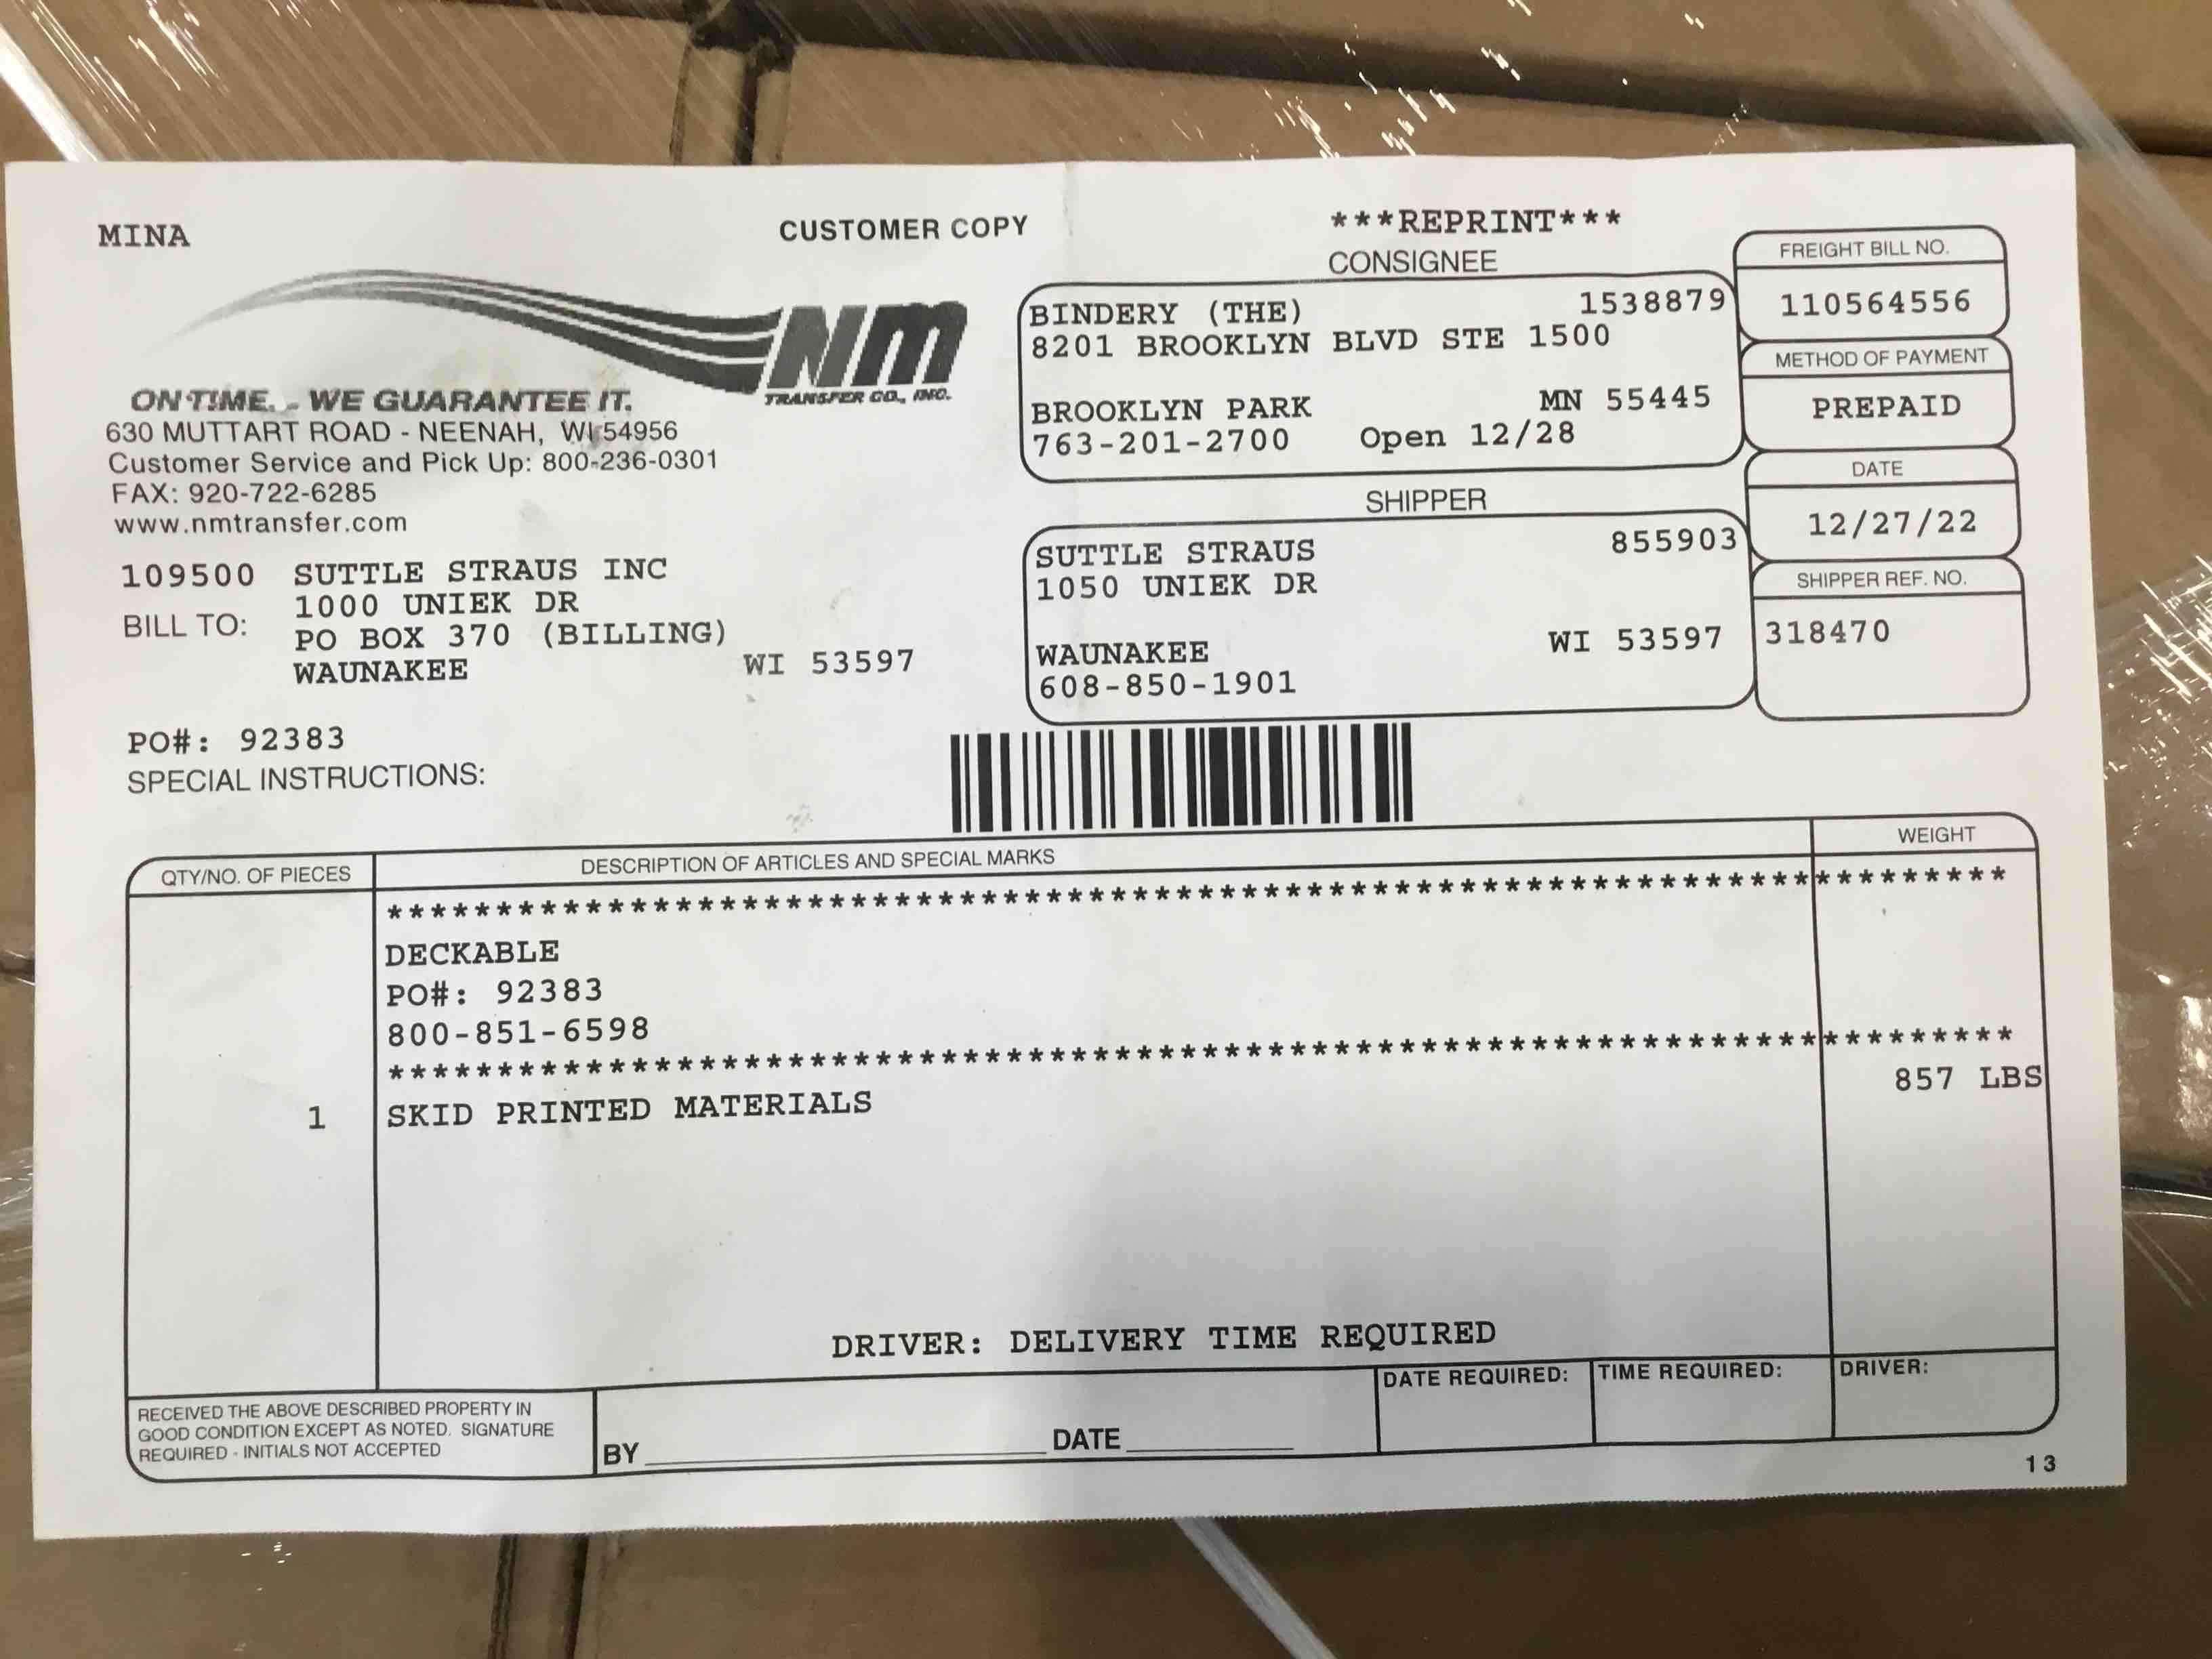 MINA
CUSTOMER COPY
***REPRINT***
NM
TRANSFER CO., INC.
ON TIME. - WE GUARANTEE IT.
630 MUTTART ROAD - NEENAH, WI 54956
Customer Service and Pick Up: 800-236-0301
FAX: 920-722-6285
www.nmtransfer.com
109500 SUTTLE STRAUS INC
1000 UNIEK DR
BILL TO:
PO BOX 370 (BILLING)
WAUNAKEE WI 53597
PO#: 92383
SPECIAL INSTRUCTIONS:
CONSIGNEE
BINDERY (THE) 1538879
8201 BROOKLYN BLVD STE 1500
BROOKLYN PARK MN 55445
763-201-2700 Open 12/28
SHIPPER
SUTTLE STRAUS 855903
1050 UNIEK DR
WAUNAKEE WI 53597
608-850-1901
FREIGHT BILL NO.
110564556
METHOD OF PAYMENT
PREPAID
DATE
12/27/22
SHIPPER REF. NO.
318470
QTY/NO. OF PIECES DESCRIPTION OF ARTICLES AND SPECIAL MARKS WEIGHT
**************************************************************************
DECKABLE
PO#: 92383
800-851-6598
**************************************************************************
1 SKID PRINTED MATERIALS 857 LBS
DRIVER: DELIVERY TIME REQUIRED
RECEIVED THE ABOVE DESCRIBED PROPERTY IN
GOOD CONDITION EXCEPT AS NOTED. SIGNATURE
REQUIRED - INITIALS NOT ACCEPTED
BY DATE
DATE REQUIRED: TIME REQUIRED: DRIVER:
13